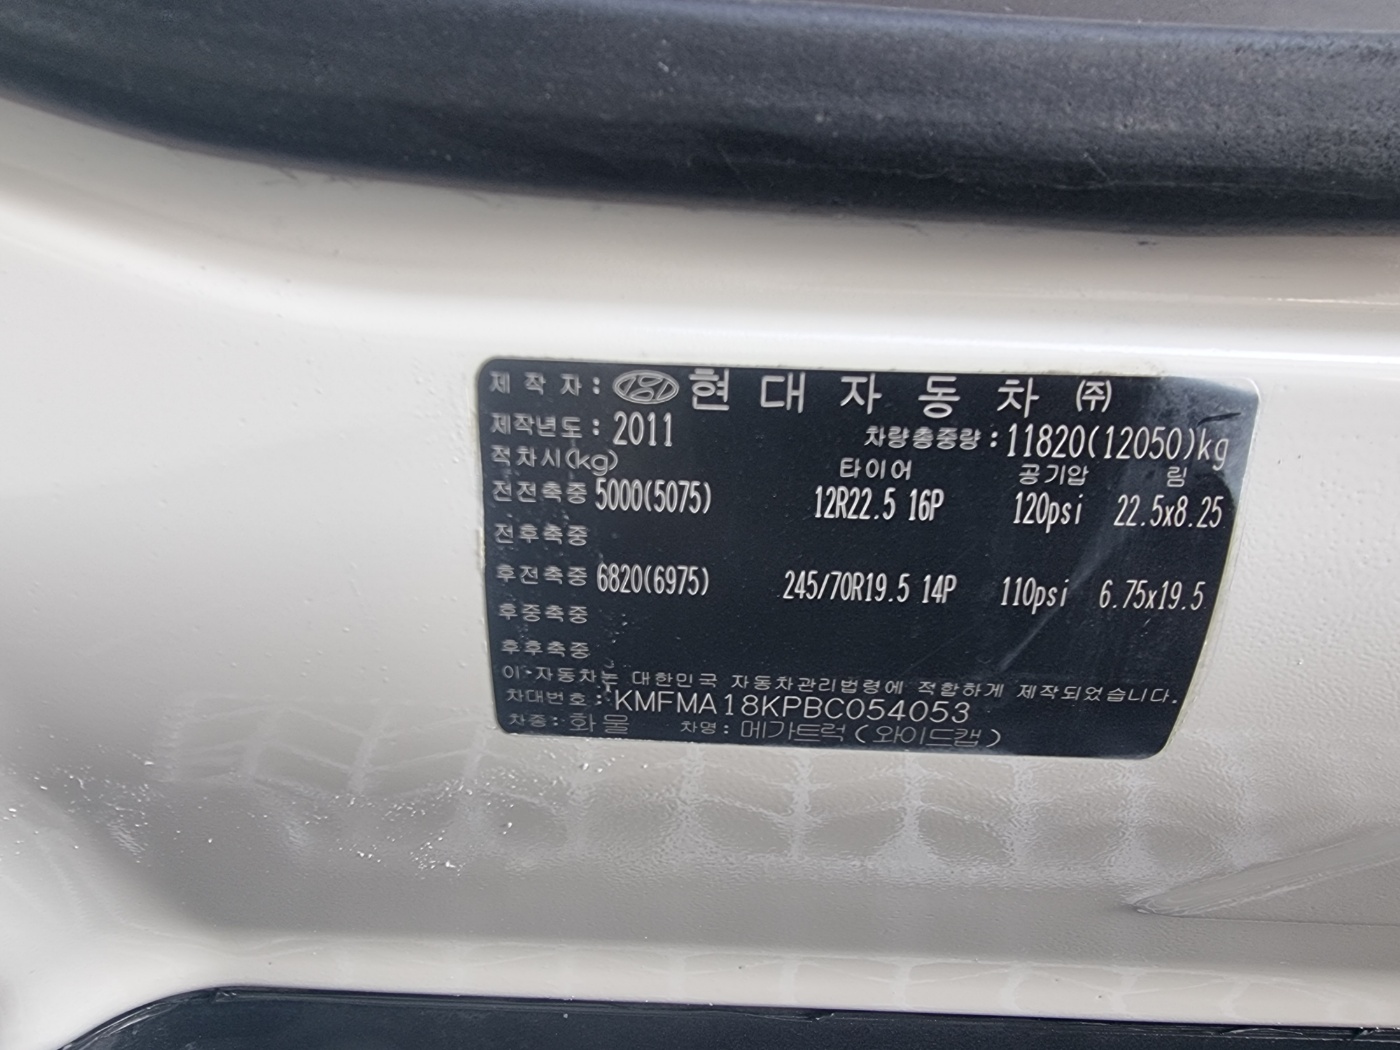 제 작 자 : 현 대 자 동 차 ㈜
제작년도 : 2011 차량총중량 : 11820(12050)kg
적차시(kg) 타이어 공기압 림
전전축중 5000(5075) 12R22.5 16P 120psi 22.5x8.25
전후축중
후전축중 6820(6975) 245/70R19.5 14P 110psi 6.75x19.5
후중축중
후후축중
이 자동차는 대한민국 자동차관리법령에 적합하게 제작되었습니다.
차대번호 : KMFMA18KPBC054053
차종 : 화물 차명 : 메가트럭(와이드캡)